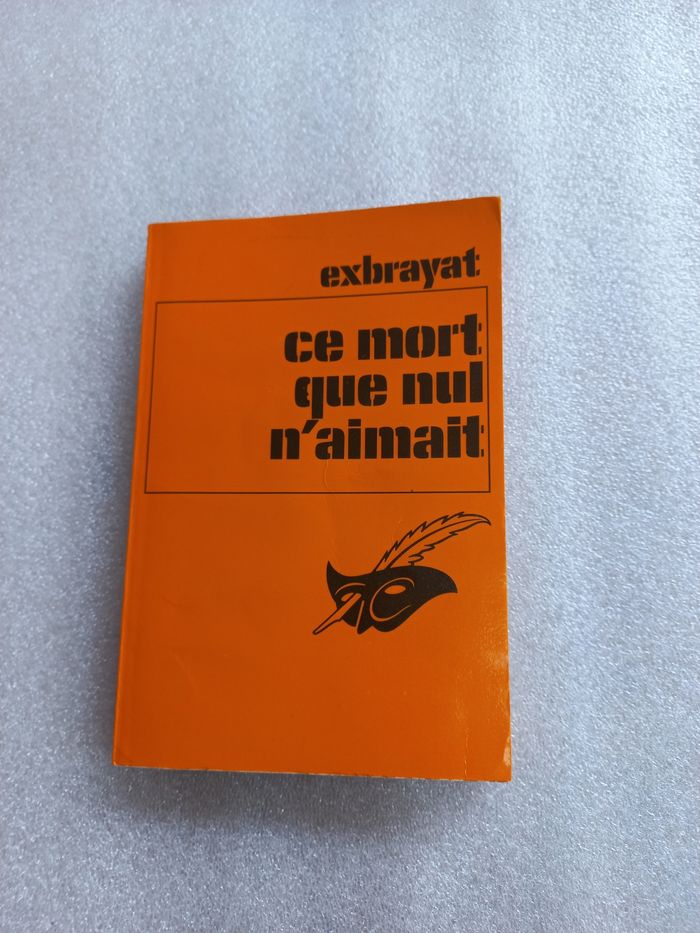 exbrayat
ce mort
que nul
n'aimait